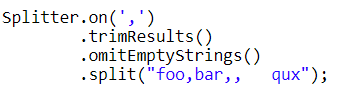 Splitter.on(',')
        .trimResults()
        .omitEmptyStrings()
        .split("foo,bar,,   qux");